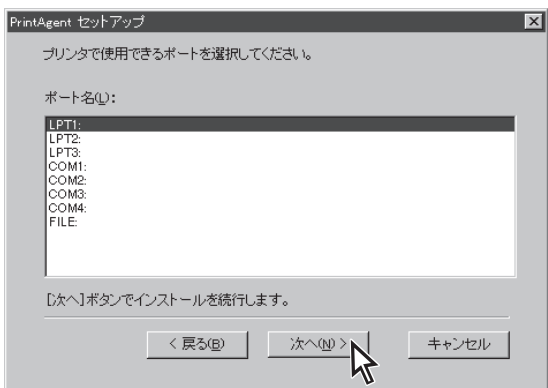 PrintAgent セットアップ
プリンタで使用できるポートを選択してください。
ポート名(L):
LPT1:
LPT2:
LPT3:
COM1:
COM2:
COM3:
COM4:
FILE:
[次へ]ボタンでインストールを続行します。
< 戻る(B)
次へ(N) >
キャンセル